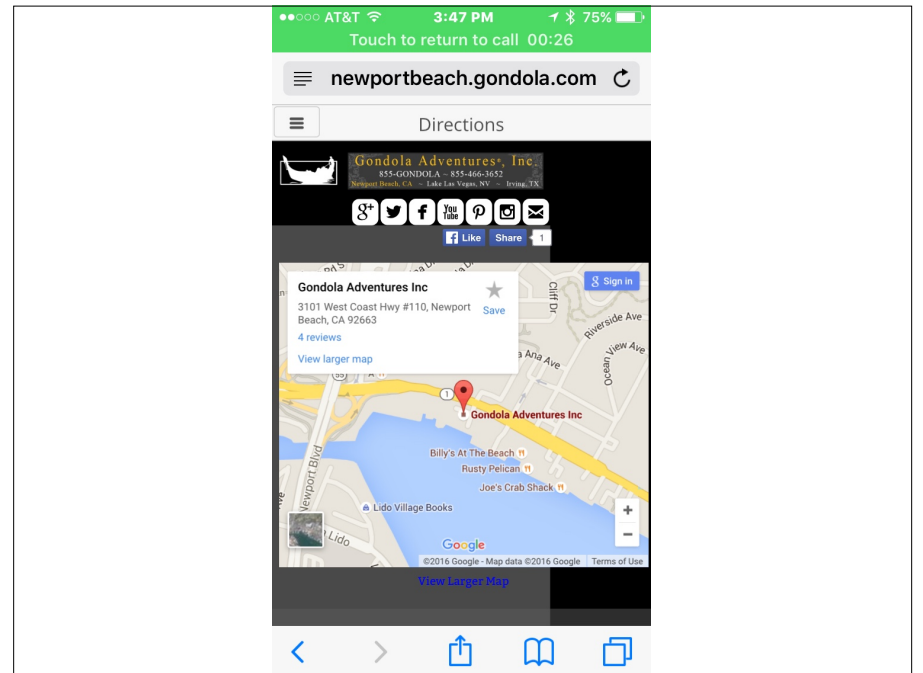 AT&T 3:47 PM 75%
Touch to return to call 00:26
newportbeach.gondola.com
Directions
Gondola Adventures®, Inc.
855-GONDOLA ~ 855-466-3652
Newport Beach, CA ~ Lake Las Vegas, NV ~ Irving, TX
g+ f You Tube
Like Share 1
Gondola Adventures Inc
3101 West Coast Hwy #110, Newport
Beach, CA 92663
4 reviews
View larger map
Save
g Sign in
Cliff Dr
Riverside Ave
Ocean View Ave
a Ana Ave
55
1
Gondola Adventures Inc
Newport Blvd
Billy's At The Beach
Rusty Pelican
Joe's Crab Shack
Lido Village Books
Lido
+
−
Google
©2016 Google - Map data ©2016 Google Terms of Use
View Larger Map